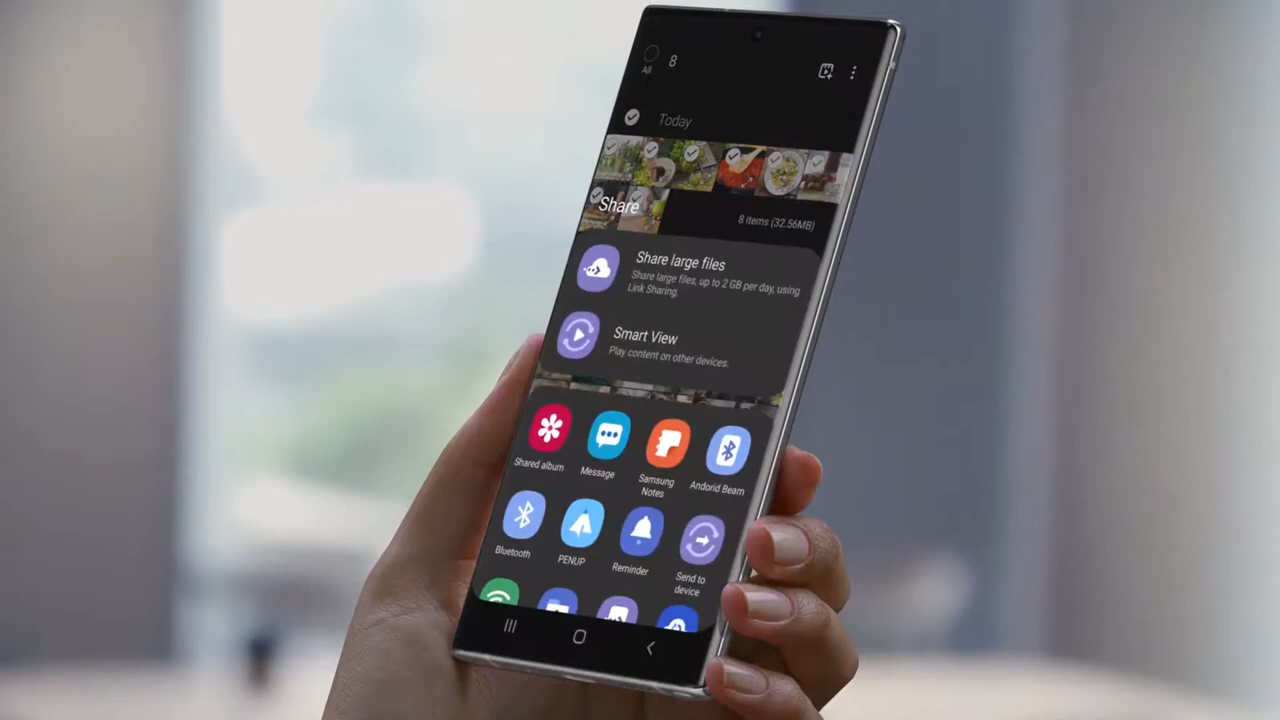 8
All
Today
Share
8 items (32.56MB)
Share large files
Share large files, up to 2 GB per day, using
Link Sharing.
Smart View
Play content on other devices.
Shared album
Message
Samsung
Notes
Andorid Beam
Bluetooth
PENUP
Reminder
Send to
device